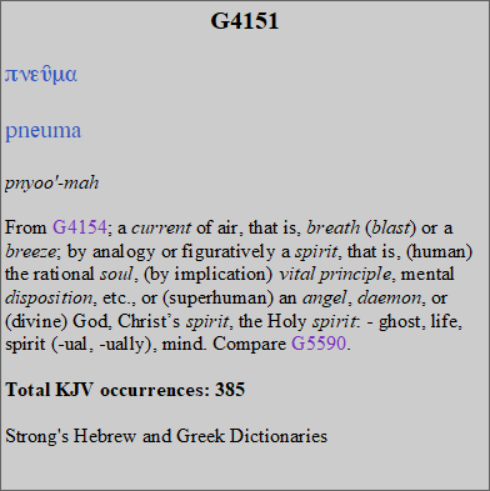 G4151
πνεῦμα
pneuma
pnyoo'-mah
From G4154; a current of air, that is, breath (blast) or a
breeze; by analogy or figuratively a spirit, that is, (human)
the rational soul, (by implication) vital principle, mental
disposition, etc., or (superhuman) an angel, daemon, or
(divine) God, Christ’s spirit, the Holy spirit: - ghost, life,
spirit (-ual, -ually), mind. Compare G5590.
Total KJV occurrences: 385
Strong's Hebrew and Greek Dictionaries